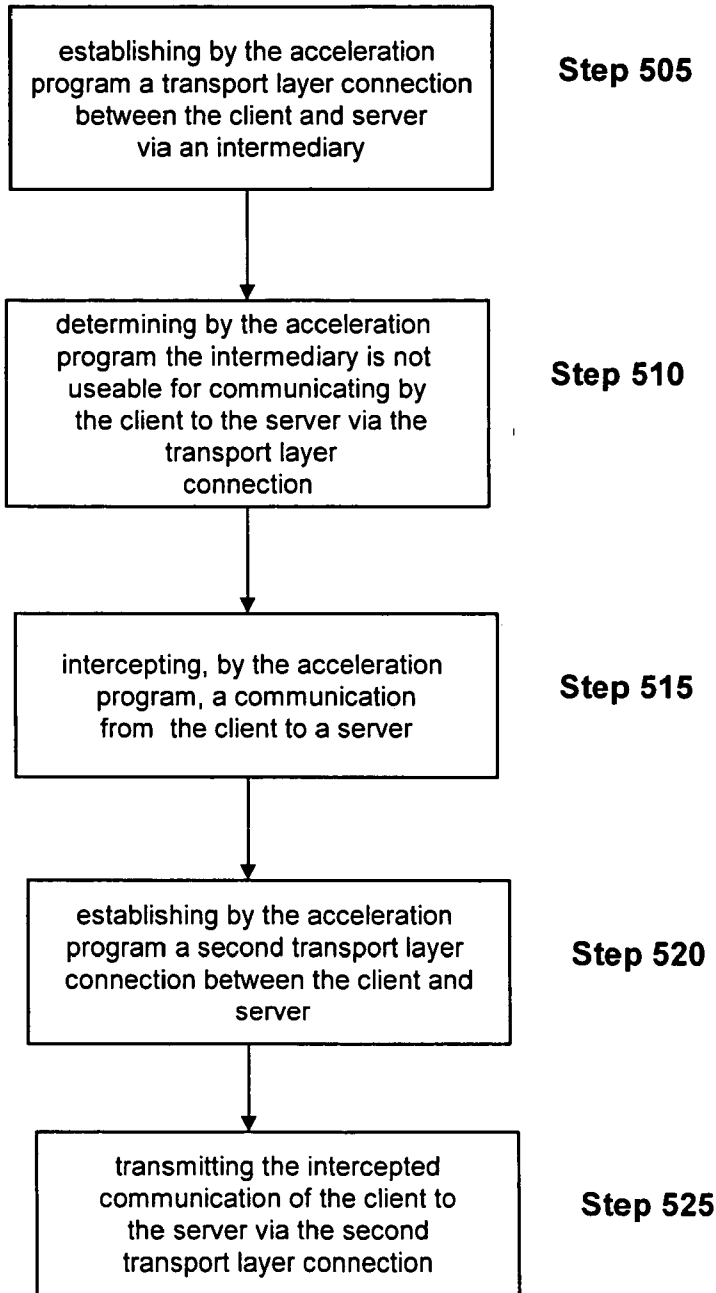 establishing by the acceleration
program a transport layer connection
between the client and server
via an intermediary
Step 505
determining by the acceleration
program the intermediary is not
useable for communicating by
the client to the server via the
transport layer
connection
Step 510
intercepting, by the acceleration
program, a communication
from the client to a server
Step 515
establishing by the acceleration
program a second transport layer
connection between the client and
server
Step 520
transmitting the intercepted
communication of the client to
the server via the second
transport layer connection
Step 525